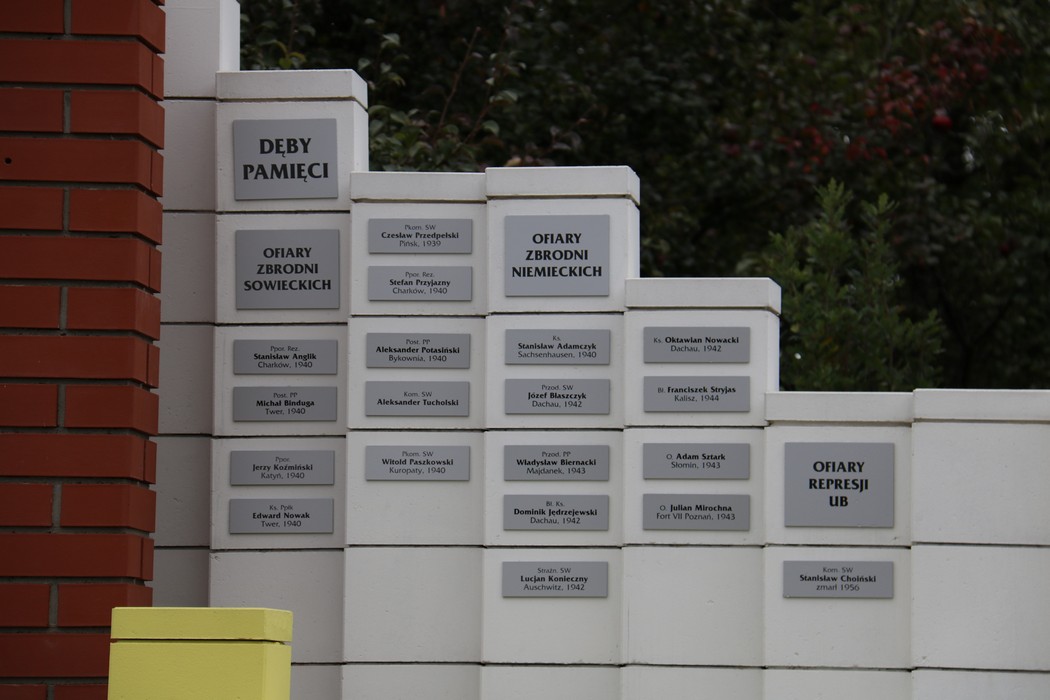 DĘBY
PAMIĘCI
OFIARY
ZBRODNI
SOWIECKICH
Ppor. Rez.
Stanisław Anglik
Charków, 1940
Post. PP
Michał Binduga
Twer, 1940
Ppor.
Jerzy Koźmiński
Katyń, 1940
Ks. Ppłk
Edward Nowak
Twer, 1940
Pkom. SW
Czesław Przedpełski
Pińsk, 1939
Ppor. Rez.
Stefan Przyjazny
Charków, 1940
Post. PP
Aleksander Potasiński
Bykownia, 1940
Kom. SW
Aleksander Tucholski
Pkom. SW
Witold Paszkowski
Kuropaty, 1940
OFIARY
ZBRODNI
NIEMIECKICH
Ks.
Stanisław Adamczyk
Sachsenhausen, 1940
Przod. SW
Józef Błaszczyk
Dachau, 1942
Przod. PP
Władysław Biernacki
Majdanek, 1943
Bł. Ks.
Dominik Jędrzejewski
Dachau, 1942
Strażn. SW
Lucjan Konieczny
Auschwitz, 1942
Ks. Oktawian Nowacki
Dachau, 1942
Bł. Franciszek Stryjas
Kalisz, 1944
O. Adam Sztark
Słonim, 1943
O. Julian Mirochna
Fort VII Poznań, 1943
OFIARY
REPRESJI
UB
Kom. SW
Stanisław Choiński
zmarł 1956